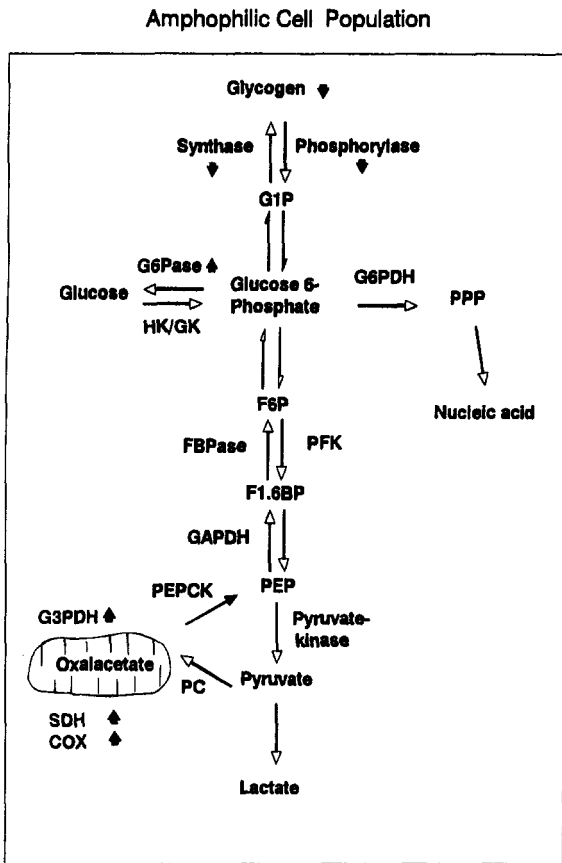 Amphophilic Cell Population
Glycogen
Synthase
Phosphorylase
G1P
G6Pase
G6PDH
Glucose
Glucose 6-
Phosphate
PPP
HK/GK
F6P
Nucleic acid
FBPase
PFK
F1.6BP
GAPDH
PEPCK
PEP
G3PDH
Pyruvate-
kinase
Oxalacetate
PC
Pyruvate
SDH
COX
Lactate